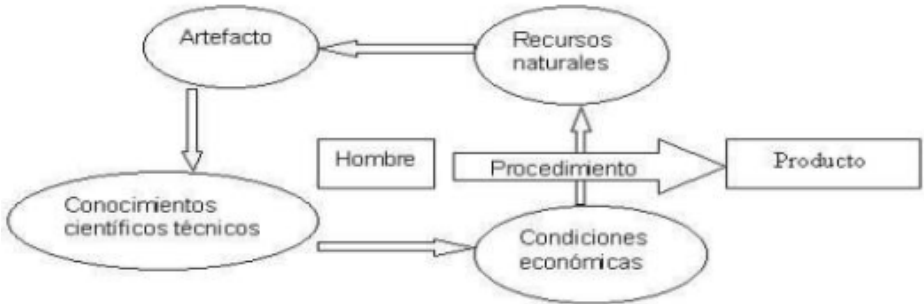 Artefacto
Recursos
naturales
Hombre
Procedimiento
Producto
Conocimientos
científicos técnicos
Condiciones
económicas